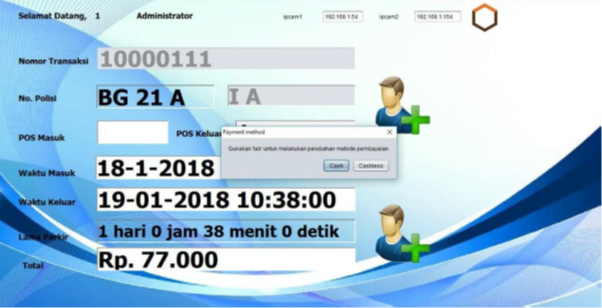 Selamat Datang, 1 Administrator ipcam1 192.168.1.54 ipcam2 192.168.1.154
Nomor Transaksi 10000111
No. Polisi BG 21 A I A
POS Masuk POS Keluar
Payment method
Gunakan 'tab' untuk melakukan perubahan metode pembayaran
Cash Cashless
Waktu Masuk 18-1-2018
Waktu Keluar 19-01-2018 10:38:00
Lama Parkir 1 hari 0 jam 38 menit 0 detik
Total Rp. 77.000